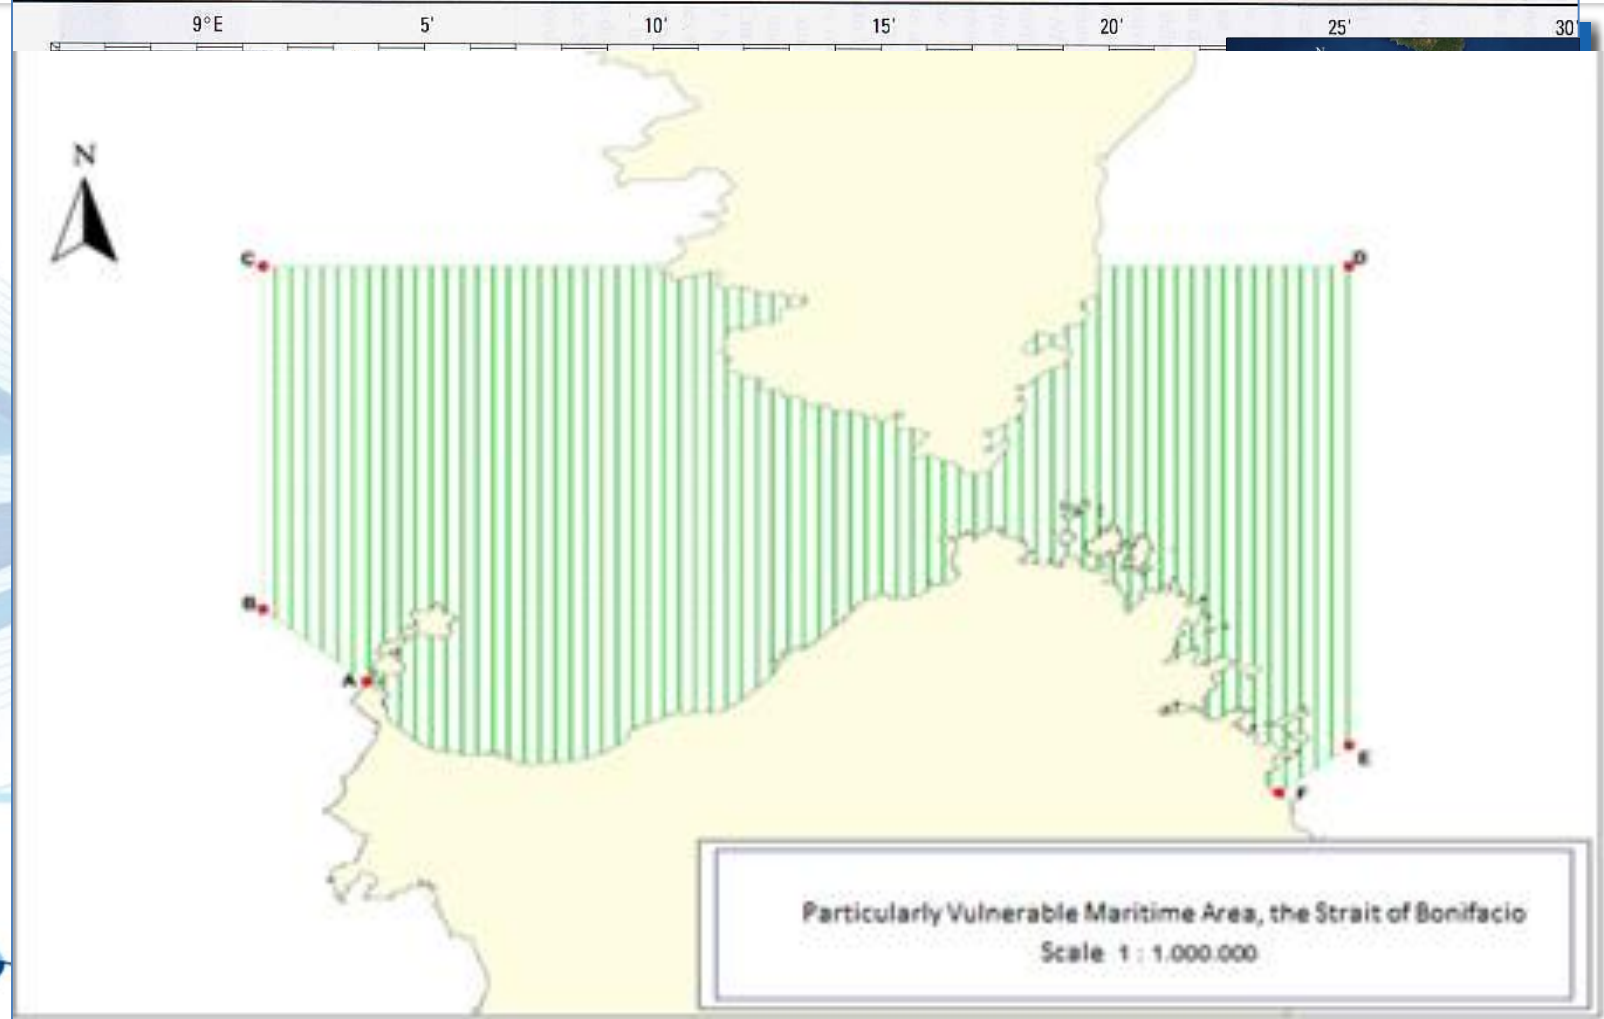 9°E 5' 10' 15' 20' 25' 30'
N
N
C D
B
A
E
F
Particularly Vulnerable Maritime Area, the Strait of Bonifacio
Scale 1 : 1.000.000